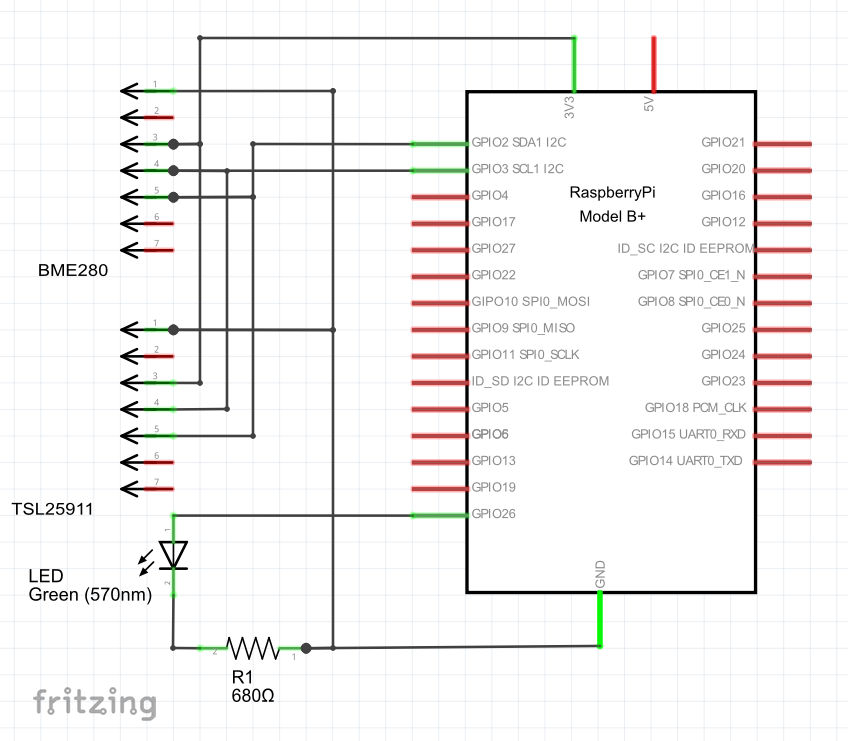 1
2
3
4
5
6
7
BME280
1
2
3
4
5
6
7
TSL25911
1
2
LED
Green (570nm)
2
1
R1
680Ω
3V3
5V
GPIO2 SDA1 I2C
GPIO3 SCL1 I2C
GPIO4
GPIO17
GPIO27
GPIO22
GIPO10 SPI0_MOSI
GPIO9 SPI0_MISO
GPIO11 SPI0_SCLK
ID_SD I2C ID EEPROM
GPIO5
GPIO6
GPIO13
GPIO19
GPIO26
RaspberryPi
Model B+
GPIO21
GPIO20
GPIO16
GPIO12
ID_SC I2C ID EEPROM
GPIO7 SPI0_CE1_N
GPIO8 SPI0_CE0_N
GPIO25
GPIO24
GPIO23
GPIO18 PCM_CLK
GPIO15 UART0_RXD
GPIO14 UART0_TXD
GND
fritzing